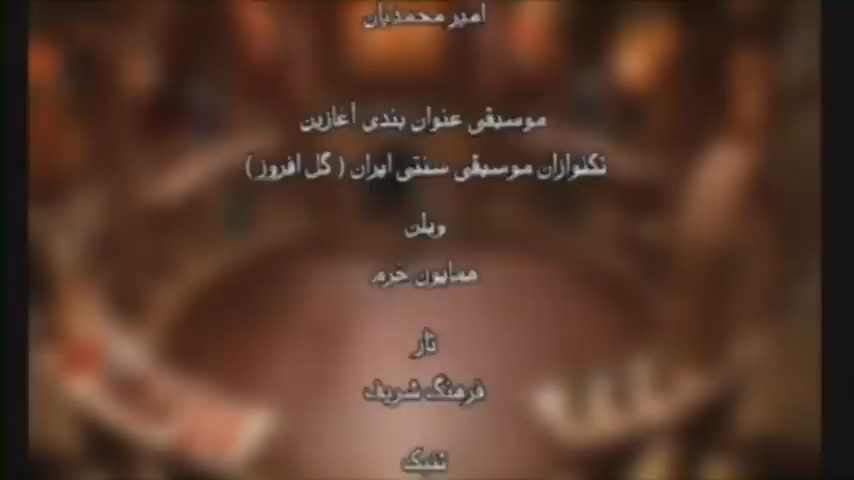 امیر محمدیان
موسیقی عنوان بندی آغازین
تکنوازان موسیقی سنتی ایران ( گل افروز )
ویلن
همایون خرم
تار
فرهنگ شریف
تنبک